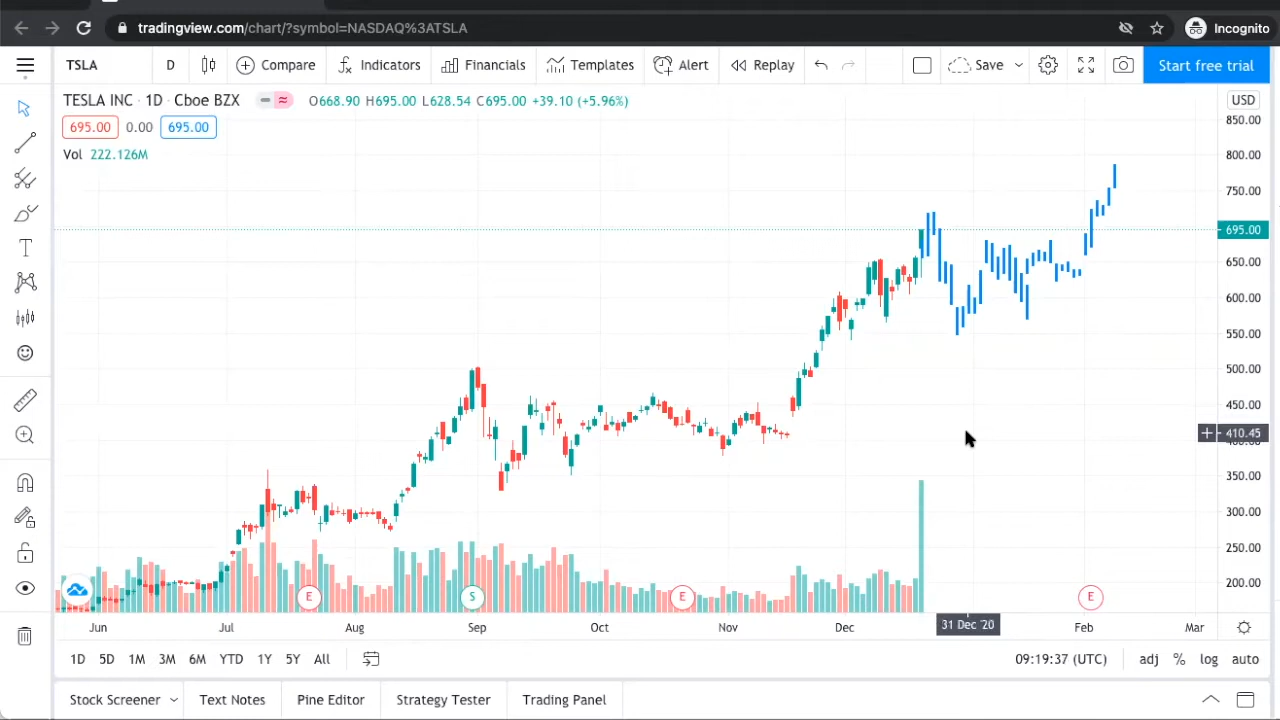 tradingview.com/chart/?symbol=NASDAQ%3ATSLA
Incognito
TSLA D Compare Indicators Financials Templates Alert Replay Save Start free trial
TESLA INC · 1D · Cboe BZX O668.90 H695.00 L628.54 C695.00 +39.10 (+5.96%)
USD
695.00 0.00 695.00
Vol 222.126M
850.00
800.00
750.00
695.00
650.00
600.00
550.00
500.00
450.00
410.45
350.00
300.00
250.00
200.00
E S E E
Jun Jul Aug Sep Oct Nov Dec 31 Dec '20 Feb Mar
1D 5D 1M 3M 6M YTD 1Y 5Y All 09:19:37 (UTC) adj % log auto
Stock Screener Text Notes Pine Editor Strategy Tester Trading Panel